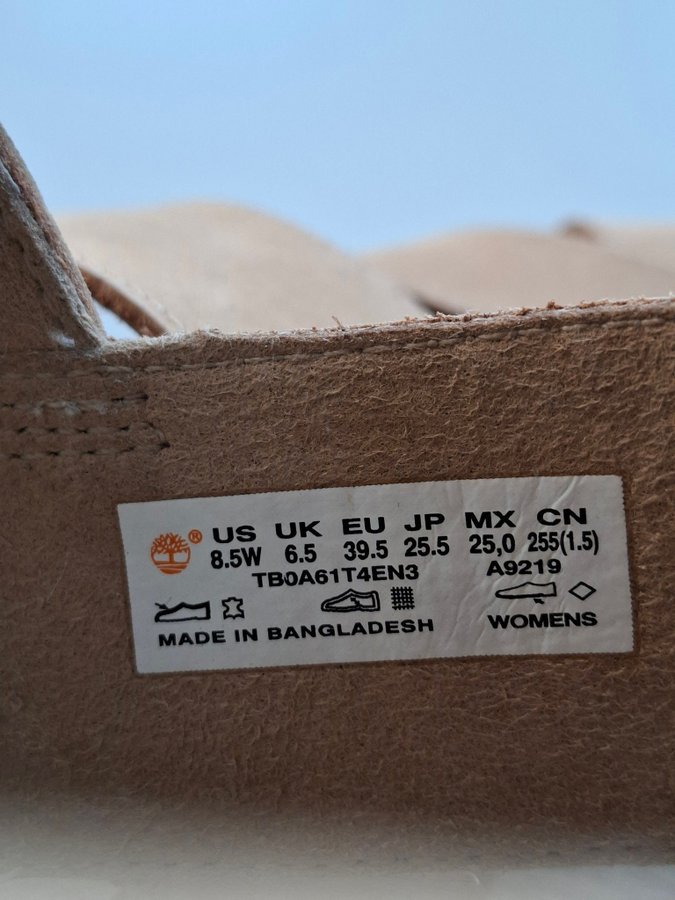 ® US UK EU JP MX CN
8.5W 6.5 39.5 25.5 25,0 255(1.5)
TB0A61T4EN3 A9219
MADE IN BANGLADESH WOMENS